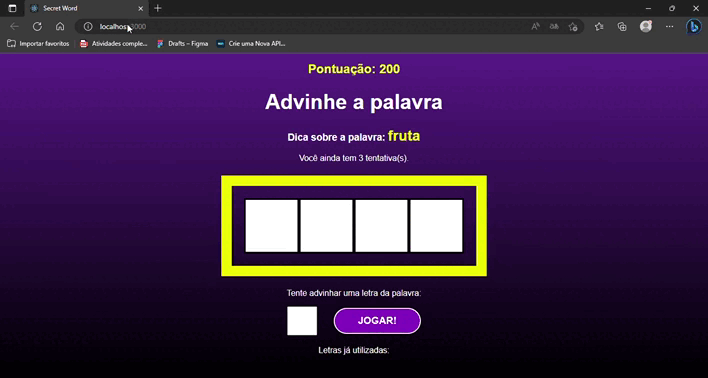 Secret Word
localhost:3000
Importar favoritos
Atividades comple...
Drafts – Figma
Crie uma Nova API...
Pontuação: 200
Advinhe a palavra
Dica sobre a palavra: fruta
Você ainda tem 3 tentativa(s).
Tente advinhar uma letra da palavra:
JOGAR!
Letras já utilizadas: